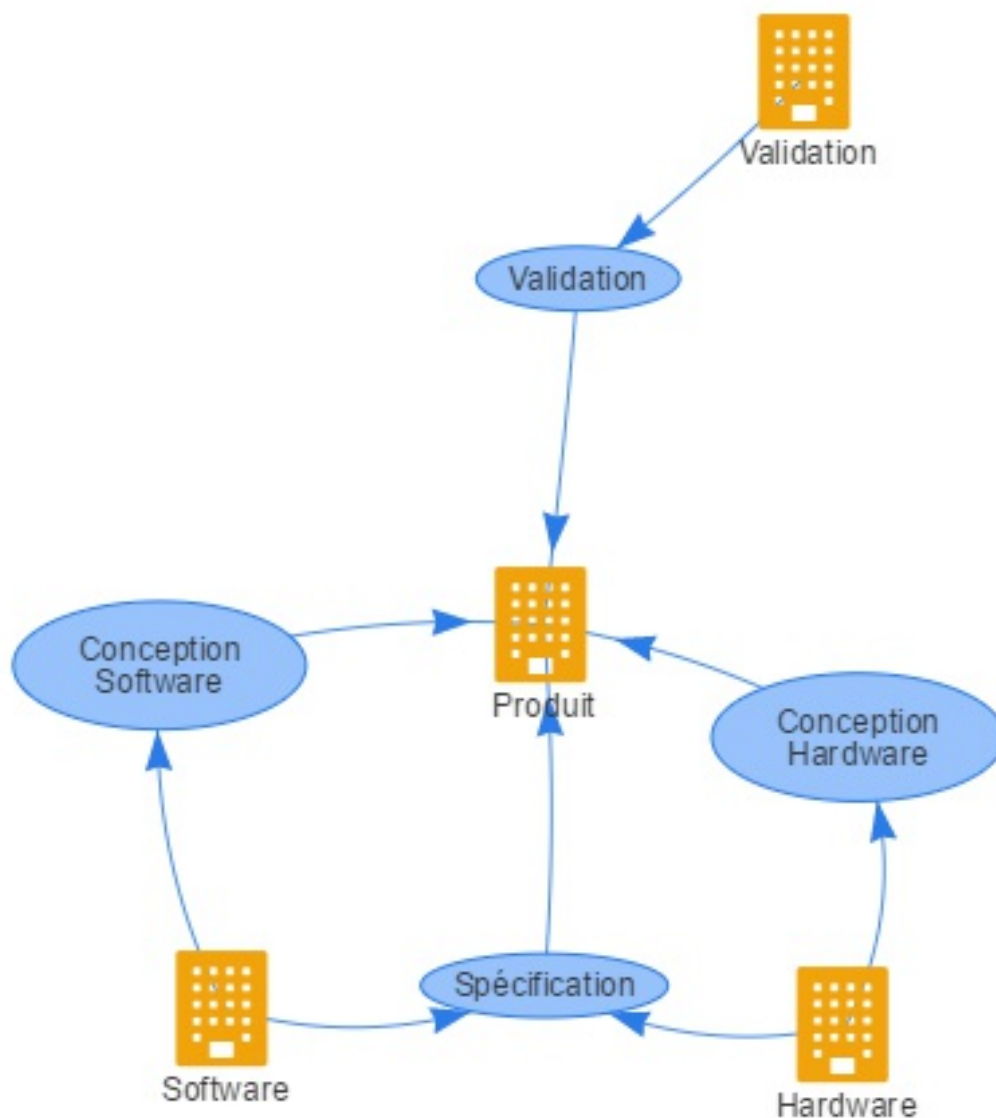 Validation
Validation
Conception
Software
Produit
Conception
Hardware
Spécification
Software
Hardware